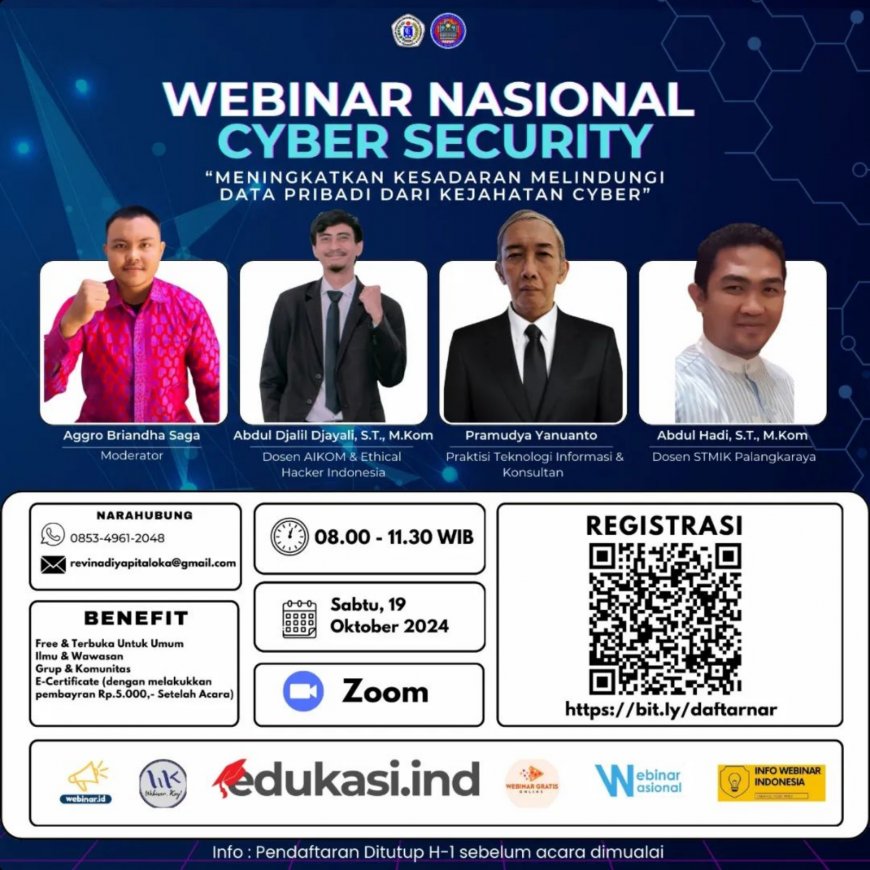 WEBINAR NASIONAL
CYBER SECURITY
“MENINGKATKAN KESADARAN MELINDUNGI
DATA PRIBADI DARI KEJAHATAN CYBER”
Aggro Briandha Saga
Moderator
Abdul Djalil Djayali, S.T., M.Kom
Dosen AIKOM & Ethical
Hacker Indonesia
Pramudya Yanuanto
Praktisi Teknologi Informasi &
Konsultan
Abdul Hadi, S.T., M.Kom
Dosen STMIK Palangkaraya
NARAHUBUNG
0853-4961-2048
revinadiyapitaloka@gmail.com
BENEFIT
Free & Terbuka Untuk Umum
Ilmu & Wawasan
Grup & Komunitas
E-Certificate (dengan melakukkan
pembayran Rp.5.000,- Setelah Acara)
08.00 - 11.30 WIB
Sabtu, 19
Oktober 2024
Zoom
REGISTRASI
https://bit.ly/daftarnar
webinar.id
edukasi.ind
WEBINAR GRATIS
ONLINE
Webinar
Nasional
INFO WEBINAR
INDONESIA
Info : Pendaftaran Ditutup H-1 sebelum acara dimualai